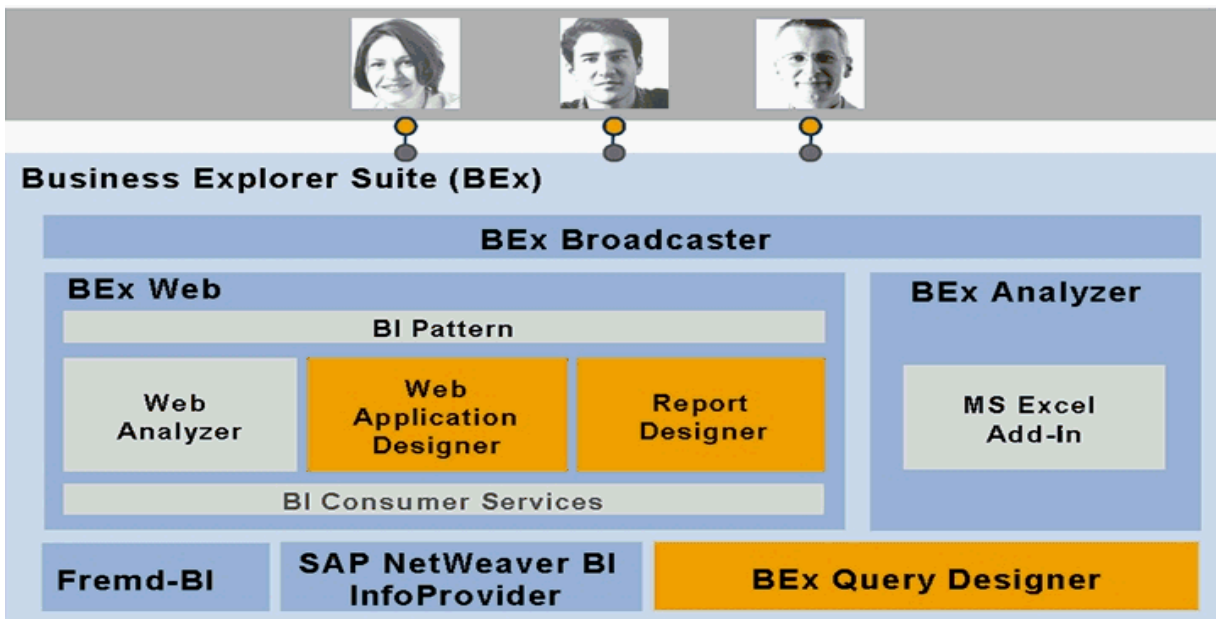 Business Explorer Suite (BEx)
BEx Broadcaster
BEx Web
BI Pattern
Web
Analyzer
Web
Application
Designer
Report
Designer
BI Consumer Services
BEx Analyzer
MS Excel
Add-In
Fremd-BI
SAP NetWeaver BI
InfoProvider
BEx Query Designer